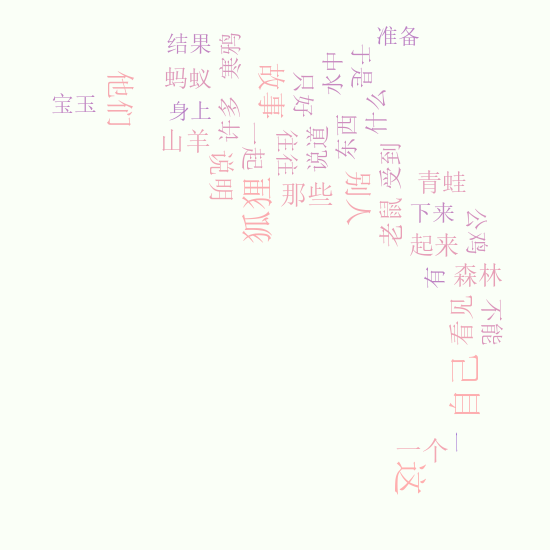 准备
结果
寒鸦
水中
于是
蚂蚁
故事
只好
他们
宝玉
身上
许多
什么
山羊
一起
往往
说道
东西
受到
说明
狐狸
那些
别人
老鼠
青蛙
下来
公鸡
起来
有
森林
看见
不能
自己
一个
一
这